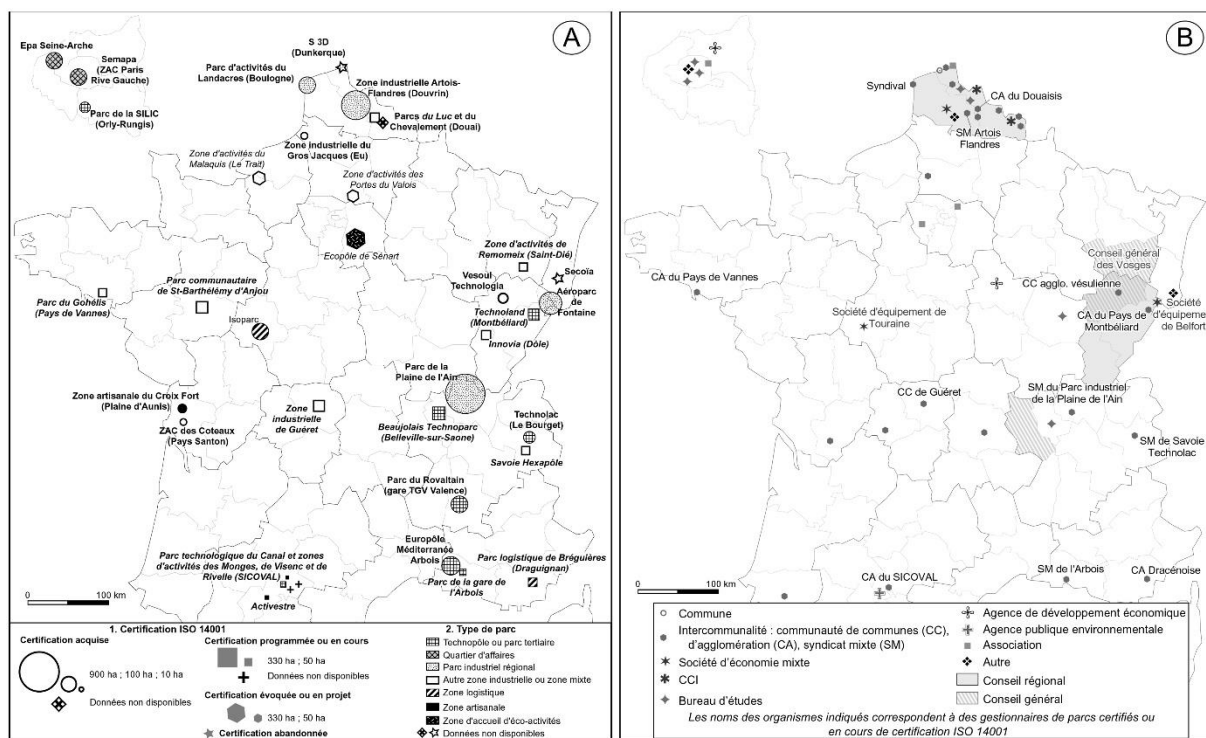 A
Epa Seine-Arche
Semapa
(ZAC Paris
Rive Gauche)
Parc de la SILIC
(Orly-Rungis)
S 3D
(Dunkerque)
Parc d'activités du
Landacres (Boulogne)
Zone industrielle Artois-
Flandres (Douvrin)
Parcs du Luc et du
Chevalement (Douai)
Zone industrielle du
Gros Jacques (Eu)
Zone d'activités du
Malaquis (Le Trait)
Zone d'activités des
Portes du Valois
Ecopôle de Sénart
Zone d'activités de
Remomeix (Saint-Dié)
Secoïa
Vesoul
Technologia
Aéroparc
de
Fontaine
Technoland
(Montbéliard)
Innovia (Dôle)
Parc communautaire
de St-Barthélémy d'Anjou
Parc du Gohélis
(Pays de Vannes)
Isoparc
Parc de la
Plaine de l'Ain
Zone artisanale du Croix Fort
(Plaine d'Aunis)
ZAC des Coteaux
(Pays Santon)
Zone
industrielle
de Guéret
Beaujolais Technoparc
(Belleville-sur-Saone)
Technolac
(Le Bourget)
Savoie Hexapôle
Parc du Rovaltain
(gare TGV Valence)
Europôle
Méditerranée
Arbois
Parc de la gare de
l'Arbois
Parc logistique de Bréguières
(Draguignan)
Parc technologique du Canal et zones
d'activités des Monges, de Visenc et de
Rivelle (SICOVAL)
Activestre
0 100 km
1. Certification ISO 14001
Certification acquise
900 ha ; 100 ha ; 10 ha
Données non disponibles
Certification programmée ou en cours
330 ha ; 50 ha
Données non disponibles
Certification évoquée ou en projet
330 ha ; 50 ha
Certification abandonnée
2. Type de parc
Technopôle ou parc tertiaire
Quartier d'affaires
Parc industriel régional
Autre zone industrielle ou zone mixte
Zone logistique
Zone artisanale
Zone d'accueil d'éco-activités
Données non disponibles
B
Syndival
CA du Douaisis
SM Artois
Flandres
CA du Pays de Vannes
Société d'équipement de
Touraine
Conseil général
des Vosges
CC agglo. vésulienne
CA du Pays de
Montbéliard
Société
d'équipement
de Belfort
CC de Guéret
SM du Parc industriel
de la Plaine de l'Ain
SM de Savoie
Technolac
CA du SICOVAL
SM de l'Arbois
CA Dracénoise
0 100 km
Commune
Intercommunalité : communauté de communes (CC),
d'agglomération (CA), syndicat mixte (SM)
Société d'économie mixte
CCI
Bureau d'études
Agence de développement économique
Agence publique environnementale
Association
Autre
Conseil régional
Conseil général
Les noms des organismes indiqués correspondent à des gestionnaires de parcs certifiés ou
en cours de certification ISO 14001